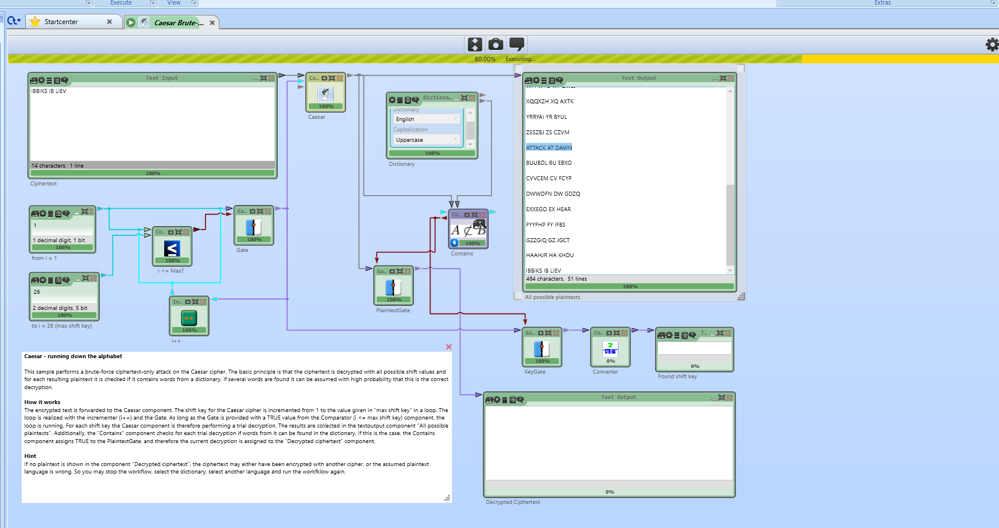 Execute
View
Extras
Startcenter
Caesar Brute-...
80.00% Executing...
Text Input
IBBIKS IB LIEV
14 characters, 1 line
100%
Ciphertext
Ca...
100%
Caesar
Dictiona...
Dictionary
English
Capitalization
Uppercase
100%
Dictionary
Text Output
XQQXZH XQ AXTK
YRRYAI YR BYUL
ZSSZBJ ZS CZVM
ATTACK AT DAWN
BUUBDL BU EBXO
CVVCEM CV FCYP
DWWDFN DW GDZQ
EXXEGO EX HEAR
FYYFHP FY IFBS
GZZGIQ GZ JGCT
HAAHJR HA KHDU
IBBIKS IB LIEV
464 characters, 51 lines
100%
All possible plaintexts
1
1 decimal digit, 1 bit
100%
from i = 1
Co...
≤
100%
i <= Max?
Ga...
100%
Gate
26
2 decimal digits, 5 bit
100%
to i = 26 (max shift key)
In...
++
100%
i++
Co...
A ⊄ B
4
100%
Contains
Ga...
100%
PlaintextGate
Ga...
100%
KeyGate
Co...
2
"STRING"
0%
Converter
T...
0%
Found shift key
Text Output
0%
Decrypted Ciphertext
Caesar - running down the alphabet
This sample performs a brute-force ciphertext-only attack on the Caesar cipher. The basic principle is that the ciphertext is decrypted with all possible shift values and
for each resulting plaintext it is checked if it contains words from a dictionary. If several words are found it can be assumed with high probability that this is the correct
decryption.
How it works
The encrypted text is forwarded to the Caesar component. The shift key for the Caesar cipher is incremented from 1 to the value given in "max shift key" in a loop. The
loop is realized with the incrementer (i++) and the Gate. As long as the Gate is provided with a TRUE value from the Comparator (i <= max shift key) component, the
loop is running. For each shift key the Caesar component is therefore performing a trial decryption. The results are collected in the textoutput component "All possible
plaintexts". Additionally, the "Contains" component checks for each trial decryption if words from it can be found in the dictionary. If this is the case, the Contains
component assigns TRUE to the PlaintextGate, and therefore the current decryption is assigned to the "Decrypted ciphertext" component.
Hint
If no plaintext is shown in the component "Decrypted ciphertext", the ciphertext may either have been encrypted with another cipher, or the assumed plaintext
language is wrong. So you may stop the workflow, select the dictionary, select another language and run the workfklow again.